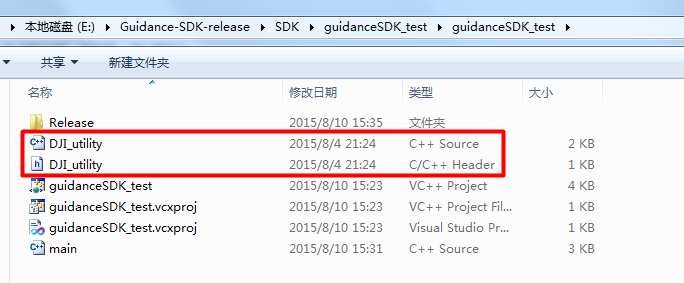 本地磁盘 (E:) ▸ Guidance-SDK-release ▸ SDK ▸ guidanceSDK_test ▸ guidanceSDK_test ▸
共享 新建文件夹
名称 修改日期 类型 大小
Release 2015/8/10 15:35 文件夹
DJI_utility 2015/8/4 21:24 C++ Source 2 KB
DJI_utility 2015/8/4 21:24 C/C++ Header 1 KB
guidanceSDK_test 2015/8/10 15:23 VC++ Project 4 KB
guidanceSDK_test.vcxproj 2015/8/10 15:23 VC++ Project Fil... 1 KB
guidanceSDK_test.vcxproj 2015/8/10 15:23 Visual Studio Pr... 1 KB
main 2015/8/10 15:31 C++ Source 3 KB